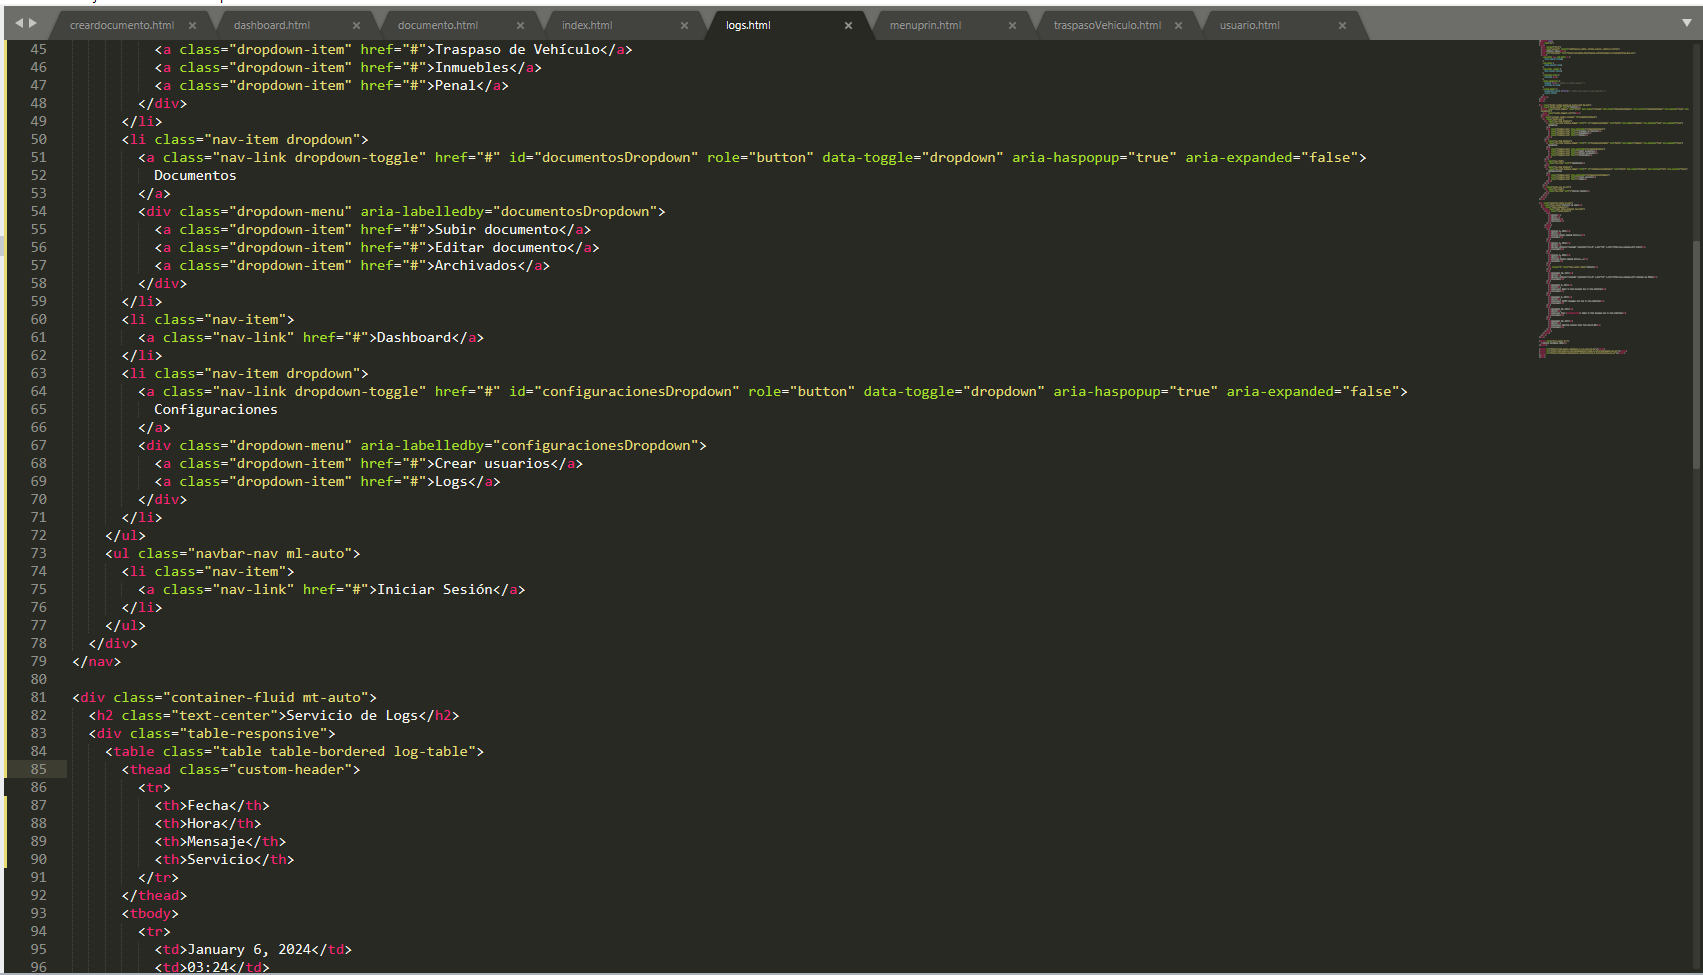 creardocumento.html × dashboard.html × documento.html × index.html × logs.html × menuprin.html × traspasoVehiculo.html × usuario.html ×
45 <a class="dropdown-item" href="#">Traspaso de Vehículo</a>
46 <a class="dropdown-item" href="#">Inmuebles</a>
47 <a class="dropdown-item" href="#">Penal</a>
48 </div>
49 </li>
50 <li class="nav-item dropdown">
51 <a class="nav-link dropdown-toggle" href="#" id="documentosDropdown" role="button" data-toggle="dropdown" aria-haspopup="true" aria-expanded="false">
52 Documentos
53 </a>
54 <div class="dropdown-menu" aria-labelledby="documentosDropdown">
55 <a class="dropdown-item" href="#">Subir documento</a>
56 <a class="dropdown-item" href="#">Editar documento</a>
57 <a class="dropdown-item" href="#">Archivados</a>
58 </div>
59 </li>
60 <li class="nav-item">
61 <a class="nav-link" href="#">Dashboard</a>
62 </li>
63 <li class="nav-item dropdown">
64 <a class="nav-link dropdown-toggle" href="#" id="configuracionesDropdown" role="button" data-toggle="dropdown" aria-haspopup="true" aria-expanded="false">
65 Configuraciones
66 </a>
67 <div class="dropdown-menu" aria-labelledby="configuracionesDropdown">
68 <a class="dropdown-item" href="#">Crear usuarios</a>
69 <a class="dropdown-item" href="#">Logs</a>
70 </div>
71 </li>
72 </ul>
73 <ul class="navbar-nav ml-auto">
74 <li class="nav-item">
75 <a class="nav-link" href="#">Iniciar Sesión</a>
76 </li>
77 </ul>
78 </div>
79 </nav>
80
81 <div class="container-fluid mt-auto">
82 <h2 class="text-center">Servicio de Logs</h2>
83 <div class="table-responsive">
84 <table class="table table-bordered log-table">
85 <thead class="custom-header">
86 <tr>
87 <th>Fecha</th>
88 <th>Hora</th>
89 <th>Mensaje</th>
90 <th>Servicio</th>
91 </tr>
92 </thead>
93 <tbody>
94 <tr>
95 <td>January 6, 2024</td>
96 <td>03:24</td>